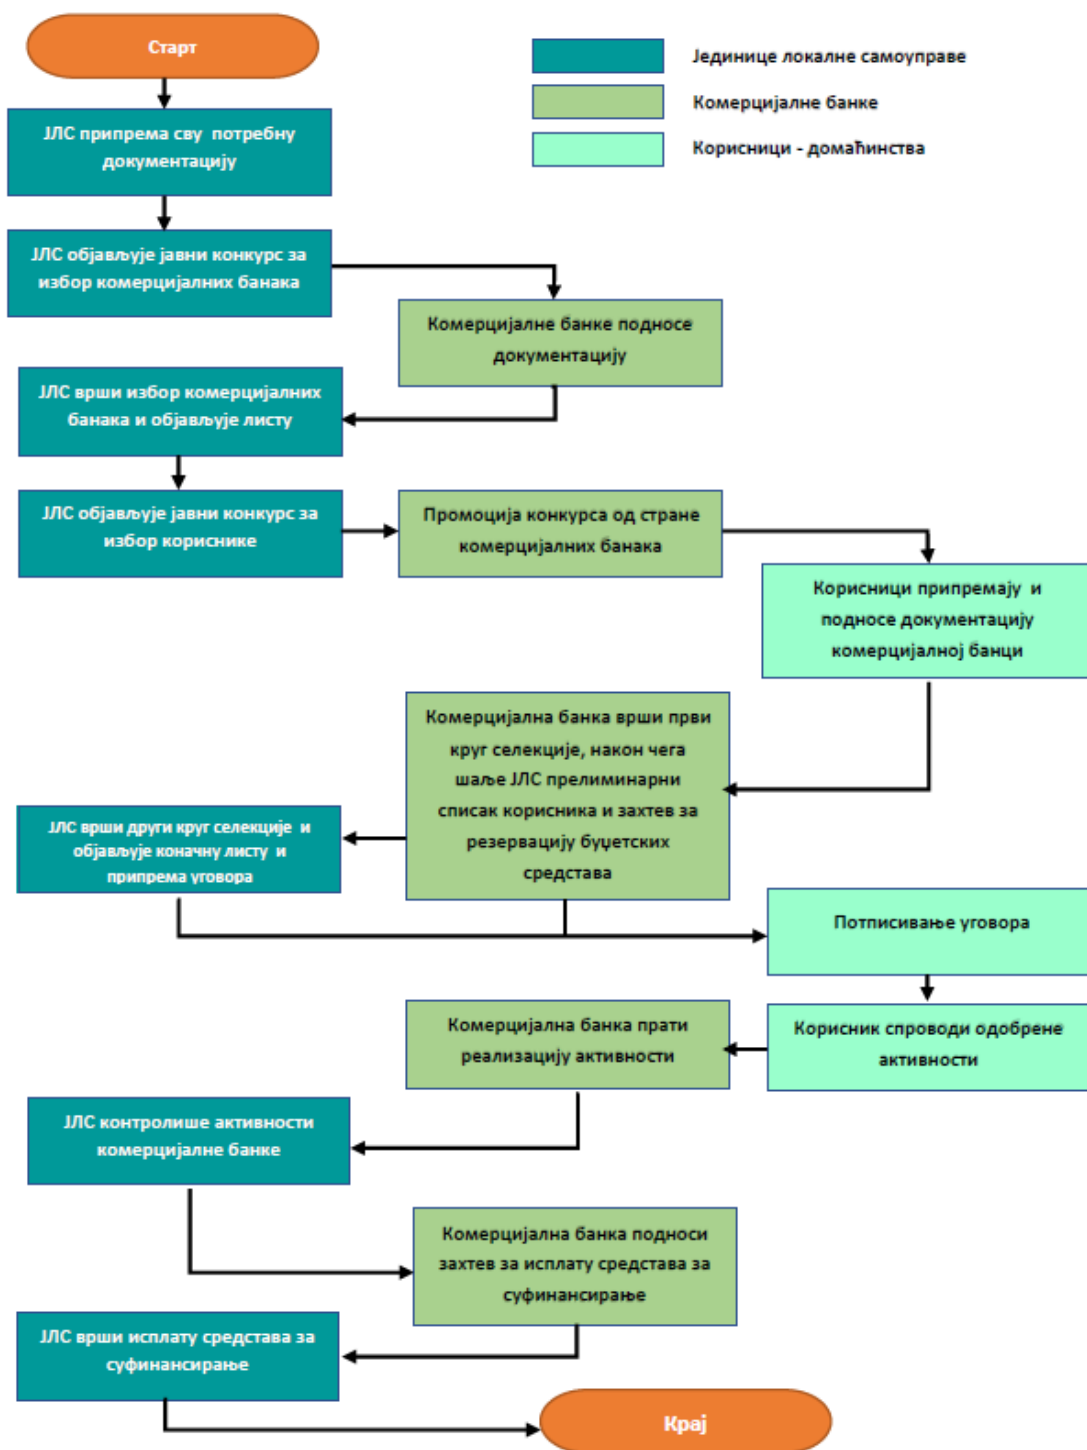 Старт
Јединице локалне самоуправе
Комерцијалне банке
Корисници - домаћинства
ЈЛС припрема сву потребну
документацију
ЈЛС објављује јавни конкурс за
избор комерцијалних банака
Комерцијалне банке подносе
документацију
ЈЛС врши избор комерцијалних
банака и објављује листу
ЈЛС објављује јавни конкурс за
избор кориснике
Промоција конкурса од стране
комерцијалних банака
Корисници припремају и
подносе документацију
комерцијалној банци
Комерцијална банка врши први
круг селекције, након чега
шаље ЈЛС прелиминарни
списак корисника и захтев за
резервацију буџетских
средстава
ЈЛС врши други круг селекције и
објављује коначну листу и
припрема уговора
Потписивање уговора
Корисник спроводи одобрене
активности
Комерцијална банка прати
реализацију активности
ЈЛС контролише активности
комерцијалне банке
Комерцијална банка подноси
захтев за исплату средстава за
суфинансирање
ЈЛС врши исплату средстава за
суфинансирање
Крај